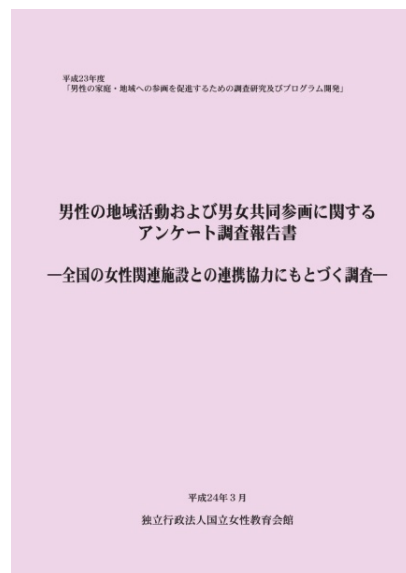 平成23年度
「男性の家庭・地域への参画を促進するための調査研究及びプログラム開発」
男性の地域活動および男女共同参画に関する
アンケート調査報告書
―全国の女性関連施設との連携協力にもとづく調査―
平成24年3月
独立行政法人国立女性教育会館